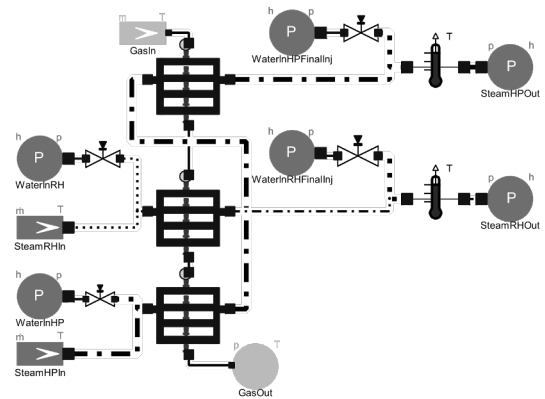 ṁ T
GasIn
h p
P
WaterInHPFinalInj
T
p h
P
SteamHPOut
h p
P
WaterInRH
h p
P
WaterInRHFinalInj
T
p h
P
SteamRHOut
ṁ T
SteamRHIn
h p
P
WaterInHP
ṁ T
SteamHPIn
p T
GasOut